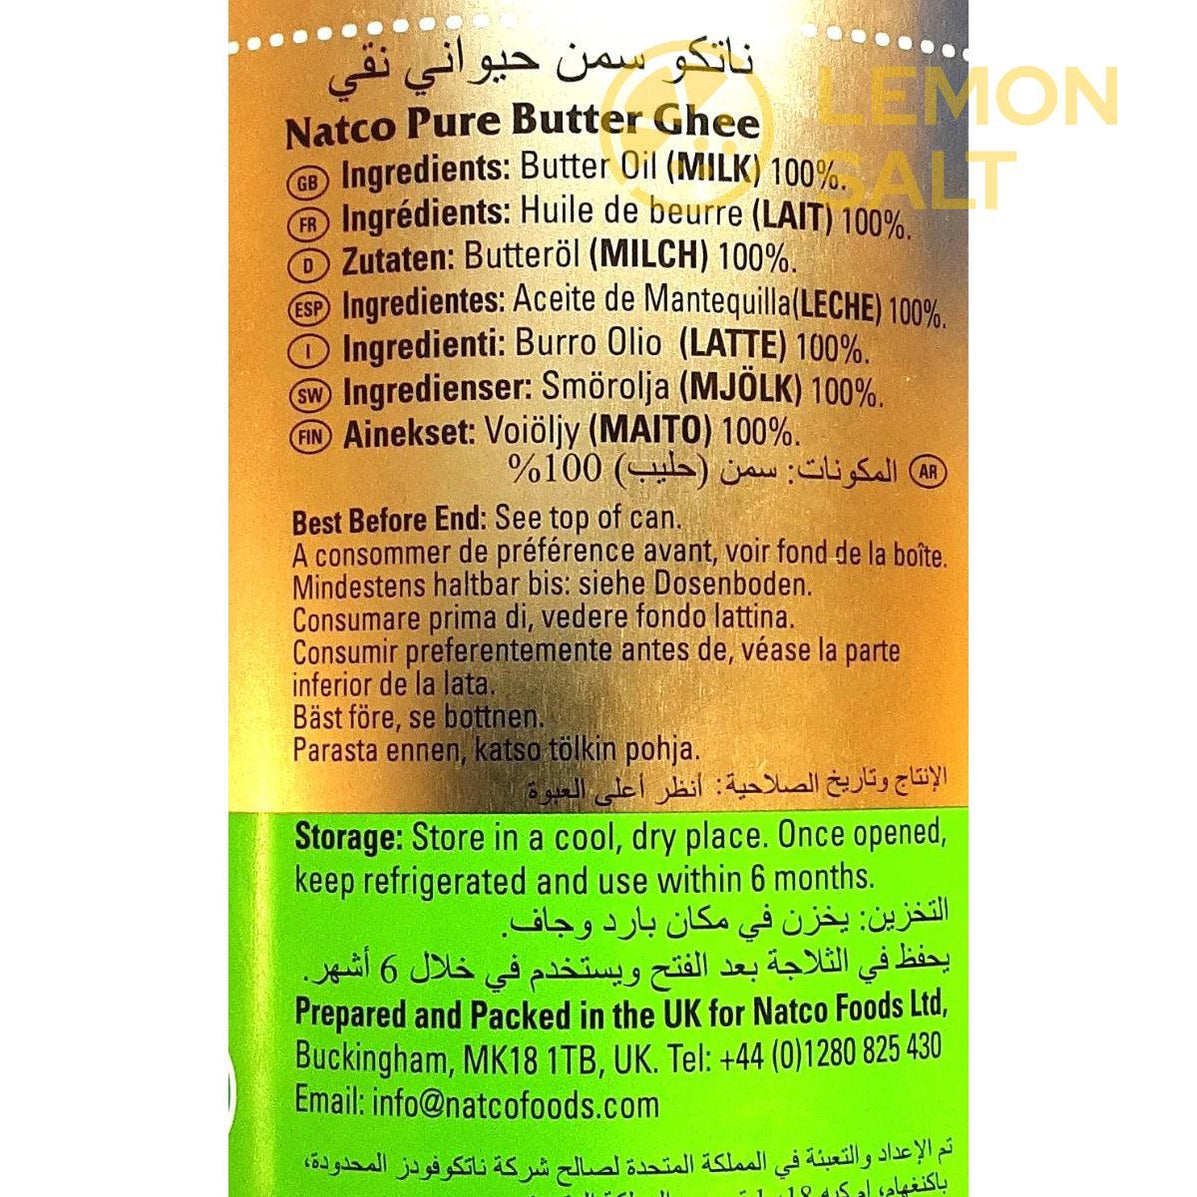 ناتكو سمن حيواني نقي
LEMON
SALT
Natco Pure Butter Ghee
GB Ingredients: Butter Oil (MILK) 100%.
FR Ingrédients: Huile de beurre (LAIT) 100%.
D Zutaten: Butteröl (MILCH) 100%.
ESP Ingredientes: Aceite de Mantequilla(LECHE) 100%.
I Ingredienti: Burro Olio (LATTE) 100%.
SW Ingredienser: Smörolja (MJÖLK) 100%.
FIN Ainekset: Voiöljy (MAITO) 100%.
AR المكونات: سمن (حليب) 100%
Best Before End: See top of can.
A consommer de préférence avant, voir fond de la boîte.
Mindestens haltbar bis: siehe Dosenboden.
Consumare prima di, vedere fondo lattina.
Consumir preferentemente antes de, véase la parte
inferior de la lata.
Bäst före, se bottnen.
Parasta ennen, katso tölkin pohja.
الإنتاج وتاريخ الصلاحية: أنظر أعلى العبوة
Storage: Store in a cool, dry place. Once opened,
keep refrigerated and use within 6 months.
التخزين: يخزن في مكان بارد وجاف.
يحفظ في الثلاجة بعد الفتح ويستخدم في خلال 6 أشهر.
Prepared and Packed in the UK for Natco Foods Ltd,
Buckingham, MK18 1TB, UK. Tel: +44 (0)1280 825 430
Email: info@natcofoods.com
تم الإعداد والتعبئة في المملكة المتحدة لصالح شركة ناتكوفودز المحدودة،
باكنغهام، ام كيه 18